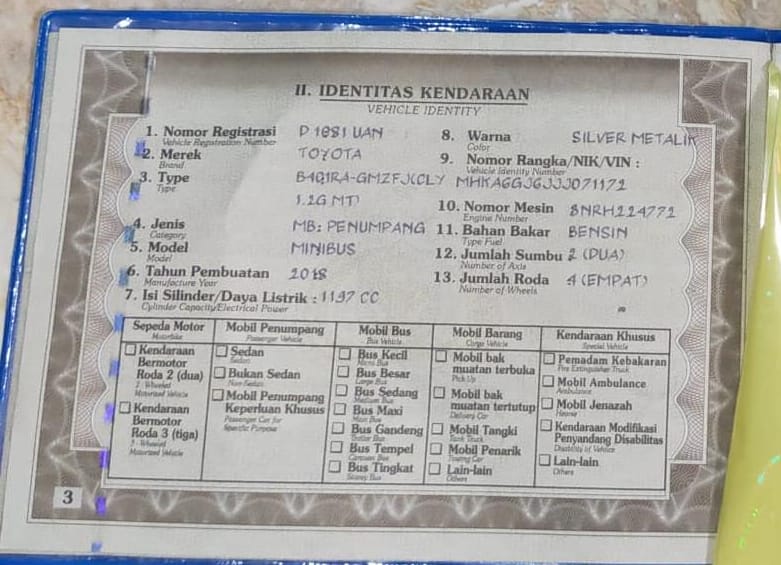 II. IDENTITAS KENDARAAN
VEHICLE IDENTITY
1. Nomor Registrasi D 1881 UAN
Vehicle Registration Number
2. Merek TOYOTA
Brand
3. Type B401RA-GMZFJ(CLY
Type
1.2G MT)
4. Jenis MB: PENUMPANG
Category
5. Model MINIBUS
Model
6. Tahun Pembuatan 2018
Manufacture Year
7. Isi Silinder/Daya Listrik : 1197 CC
Cylinder Capacity/Electrical Power
8. Warna SILVER METALIK
Color
9. Nomor Rangka/NIK/VIN :
Vehicle Identity Number
MHKA6GJ6JJJ071172
10. Nomor Mesin 3NRH224772
Engine Number
11. Bahan Bakar BENSIN
Type Fuel
12. Jumlah Sumbu 2 (DUA)
Number of Axis
13. Jumlah Roda 4 (EMPAT)
Number of Wheels
Sepeda Motor
Motorbike
Kendaraan
Bermotor
Roda 2 (dua)
2 - Wheeled
Motorized Vehicle
Kendaraan
Bermotor
Roda 3 (tiga)
3 - Wheeled
Motorized Vehicle
Mobil Penumpang
Passenger Vehicle
Sedan
Sedan
Bukan Sedan
Non-Sedan
Mobil Penumpang
Keperluan Khusus
Passenger Car for
Specific Purpose
Mobil Bus
Bus Vehicle
Bus Kecil
Micro Bus
Bus Besar
Large Bus
Bus Sedang
Medium Bus
Bus Maxi
Maxi Bus
Bus Gandeng
Bus Tempel
Bus Tingkat
Mobil Barang
Cargo Vehicle
Mobil bak
muatan terbuka
Pick Up
Mobil bak
muatan tertutup
Delivery Car
Mobil Tangki
Tank Truck
Mobil Penarik
Towing Car
Lain-lain
Others
Kendaraan Khusus
Special Vehicle
Pemadam Kebakaran
Fire Extinguisher Truck
Mobil Ambulance
Ambulance
Mobil Jenazah
Hearse
Kendaraan Modifikasi
Penyandang Disabilitas
Disability of Vehicle
Lain-lain
Others
3